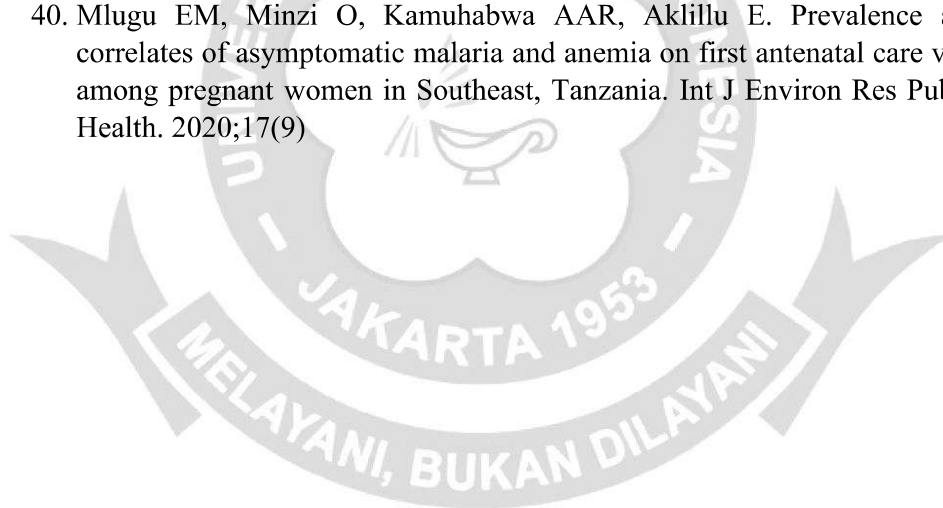 40. Mlugu EM, Minzi O, Kamuhabwa AAR, Aklillu E. Prevalence
correlates of asymptomatic malaria and anemia on first antenatal care
among pregnant women in Southeast, Tanzania. Int J Environ Res
Health. 2020;17(9)
JAKARTA 1953
MELAYANI, BUKAN DILAYANI